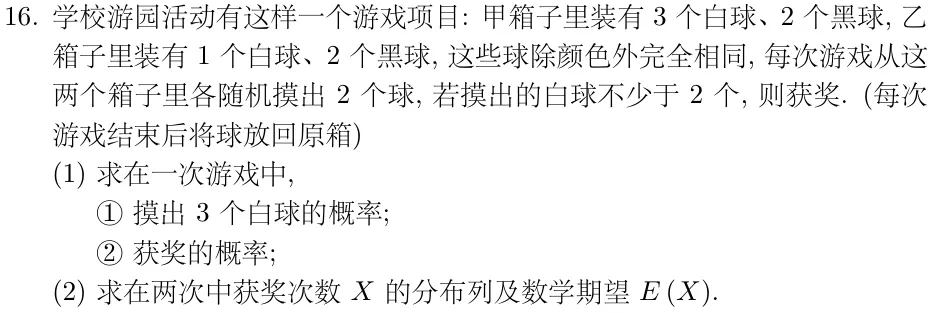 16. 学校游园活动有这样一个游戏项目: 甲箱子里装有 3 个白球、2 个黑球, 乙
箱子里装有 1 个白球、2 个黑球, 这些球除颜色外完全相同, 每次游戏从这
两个箱子里各随机摸出 2 个球, 若摸出的白球不少于 2 个, 则获奖. (每次
游戏结束后将球放回原箱)
(1) 求在一次游戏中,
① 摸出 3 个白球的概率;
② 获奖的概率;
(2) 求在两次中获奖次数 X 的分布列及数学期望 E (X).